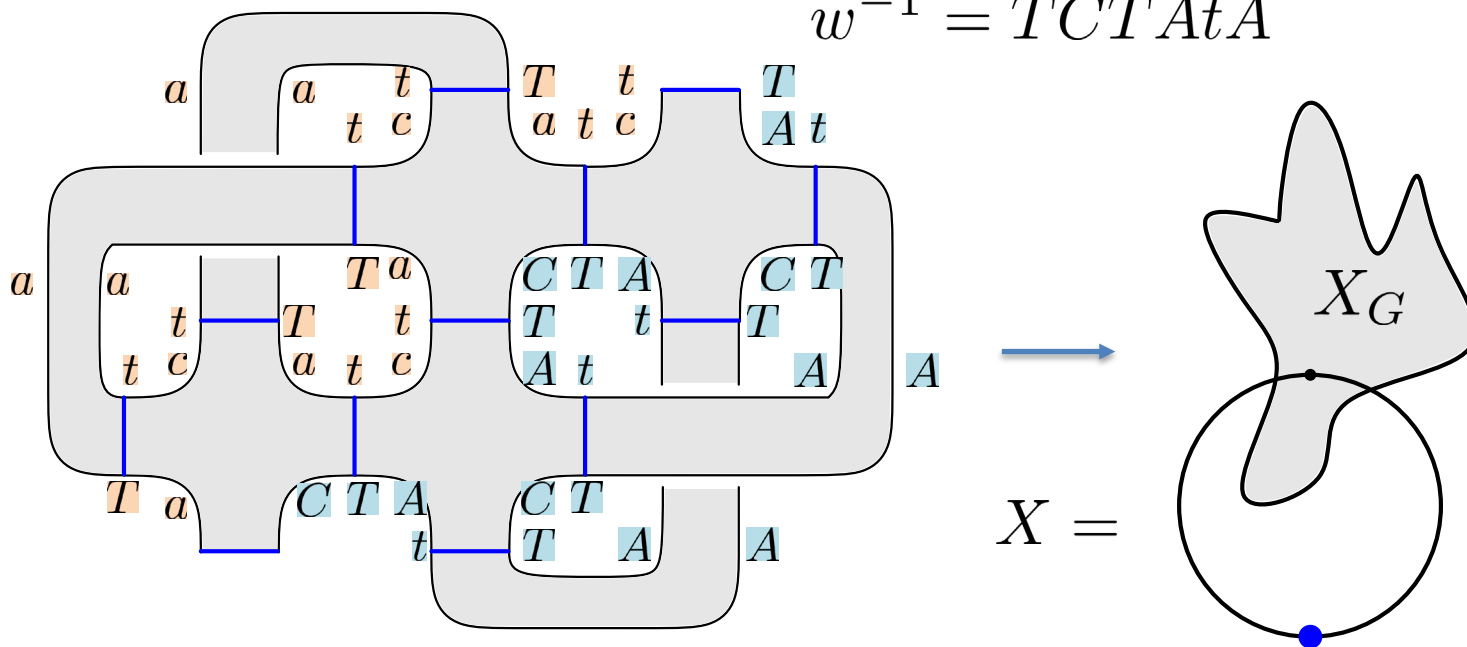 w^{-1} = TCTAtA
a a t T t T
t c a t c A t
T a C T A C T
a a t T t T t T
t c a t c A t A A
T a C T A C T
t T A A
X_G
X =